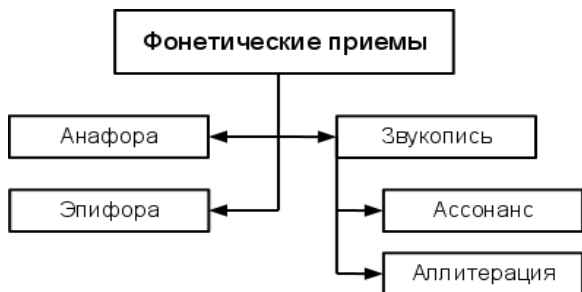 Фонетические приемы
Анафора
Звукопись
Эпифора
Ассонанс
Аллитерация